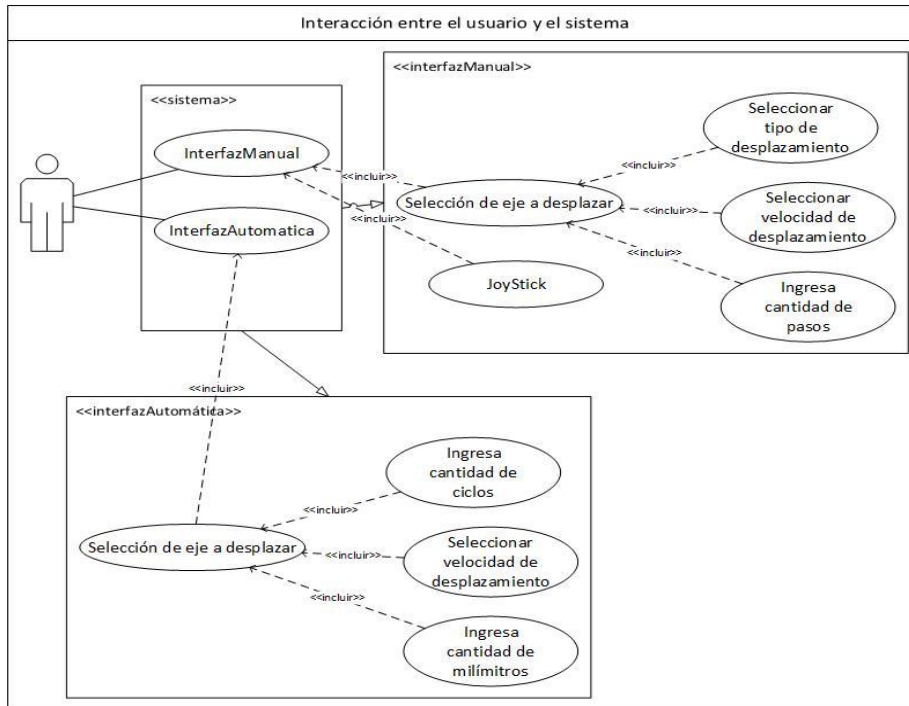 Interacción entre el usuario y el sistema
<<sistema>>
InterfazManual
InterfazAutomatica
<<interfazManual>>
Seleccionar
tipo de
desplazamiento
<<incluir>>
<<incluir>>
Selección de eje a desplazar
<<incluir>>
Seleccionar
velocidad de
desplazamiento
<<incluir>>
<<incluir>>
JoyStick
Ingresa
cantidad de
pasos
<<incluir>>
<<interfazAutomática>>
Ingresa
cantidad de
ciclos
<<incluir>>
Selección de eje a desplazar
<<incluir>>
Seleccionar
velocidad de
desplazamiento
<<incluir>>
Ingresa
cantidad de
milímitros